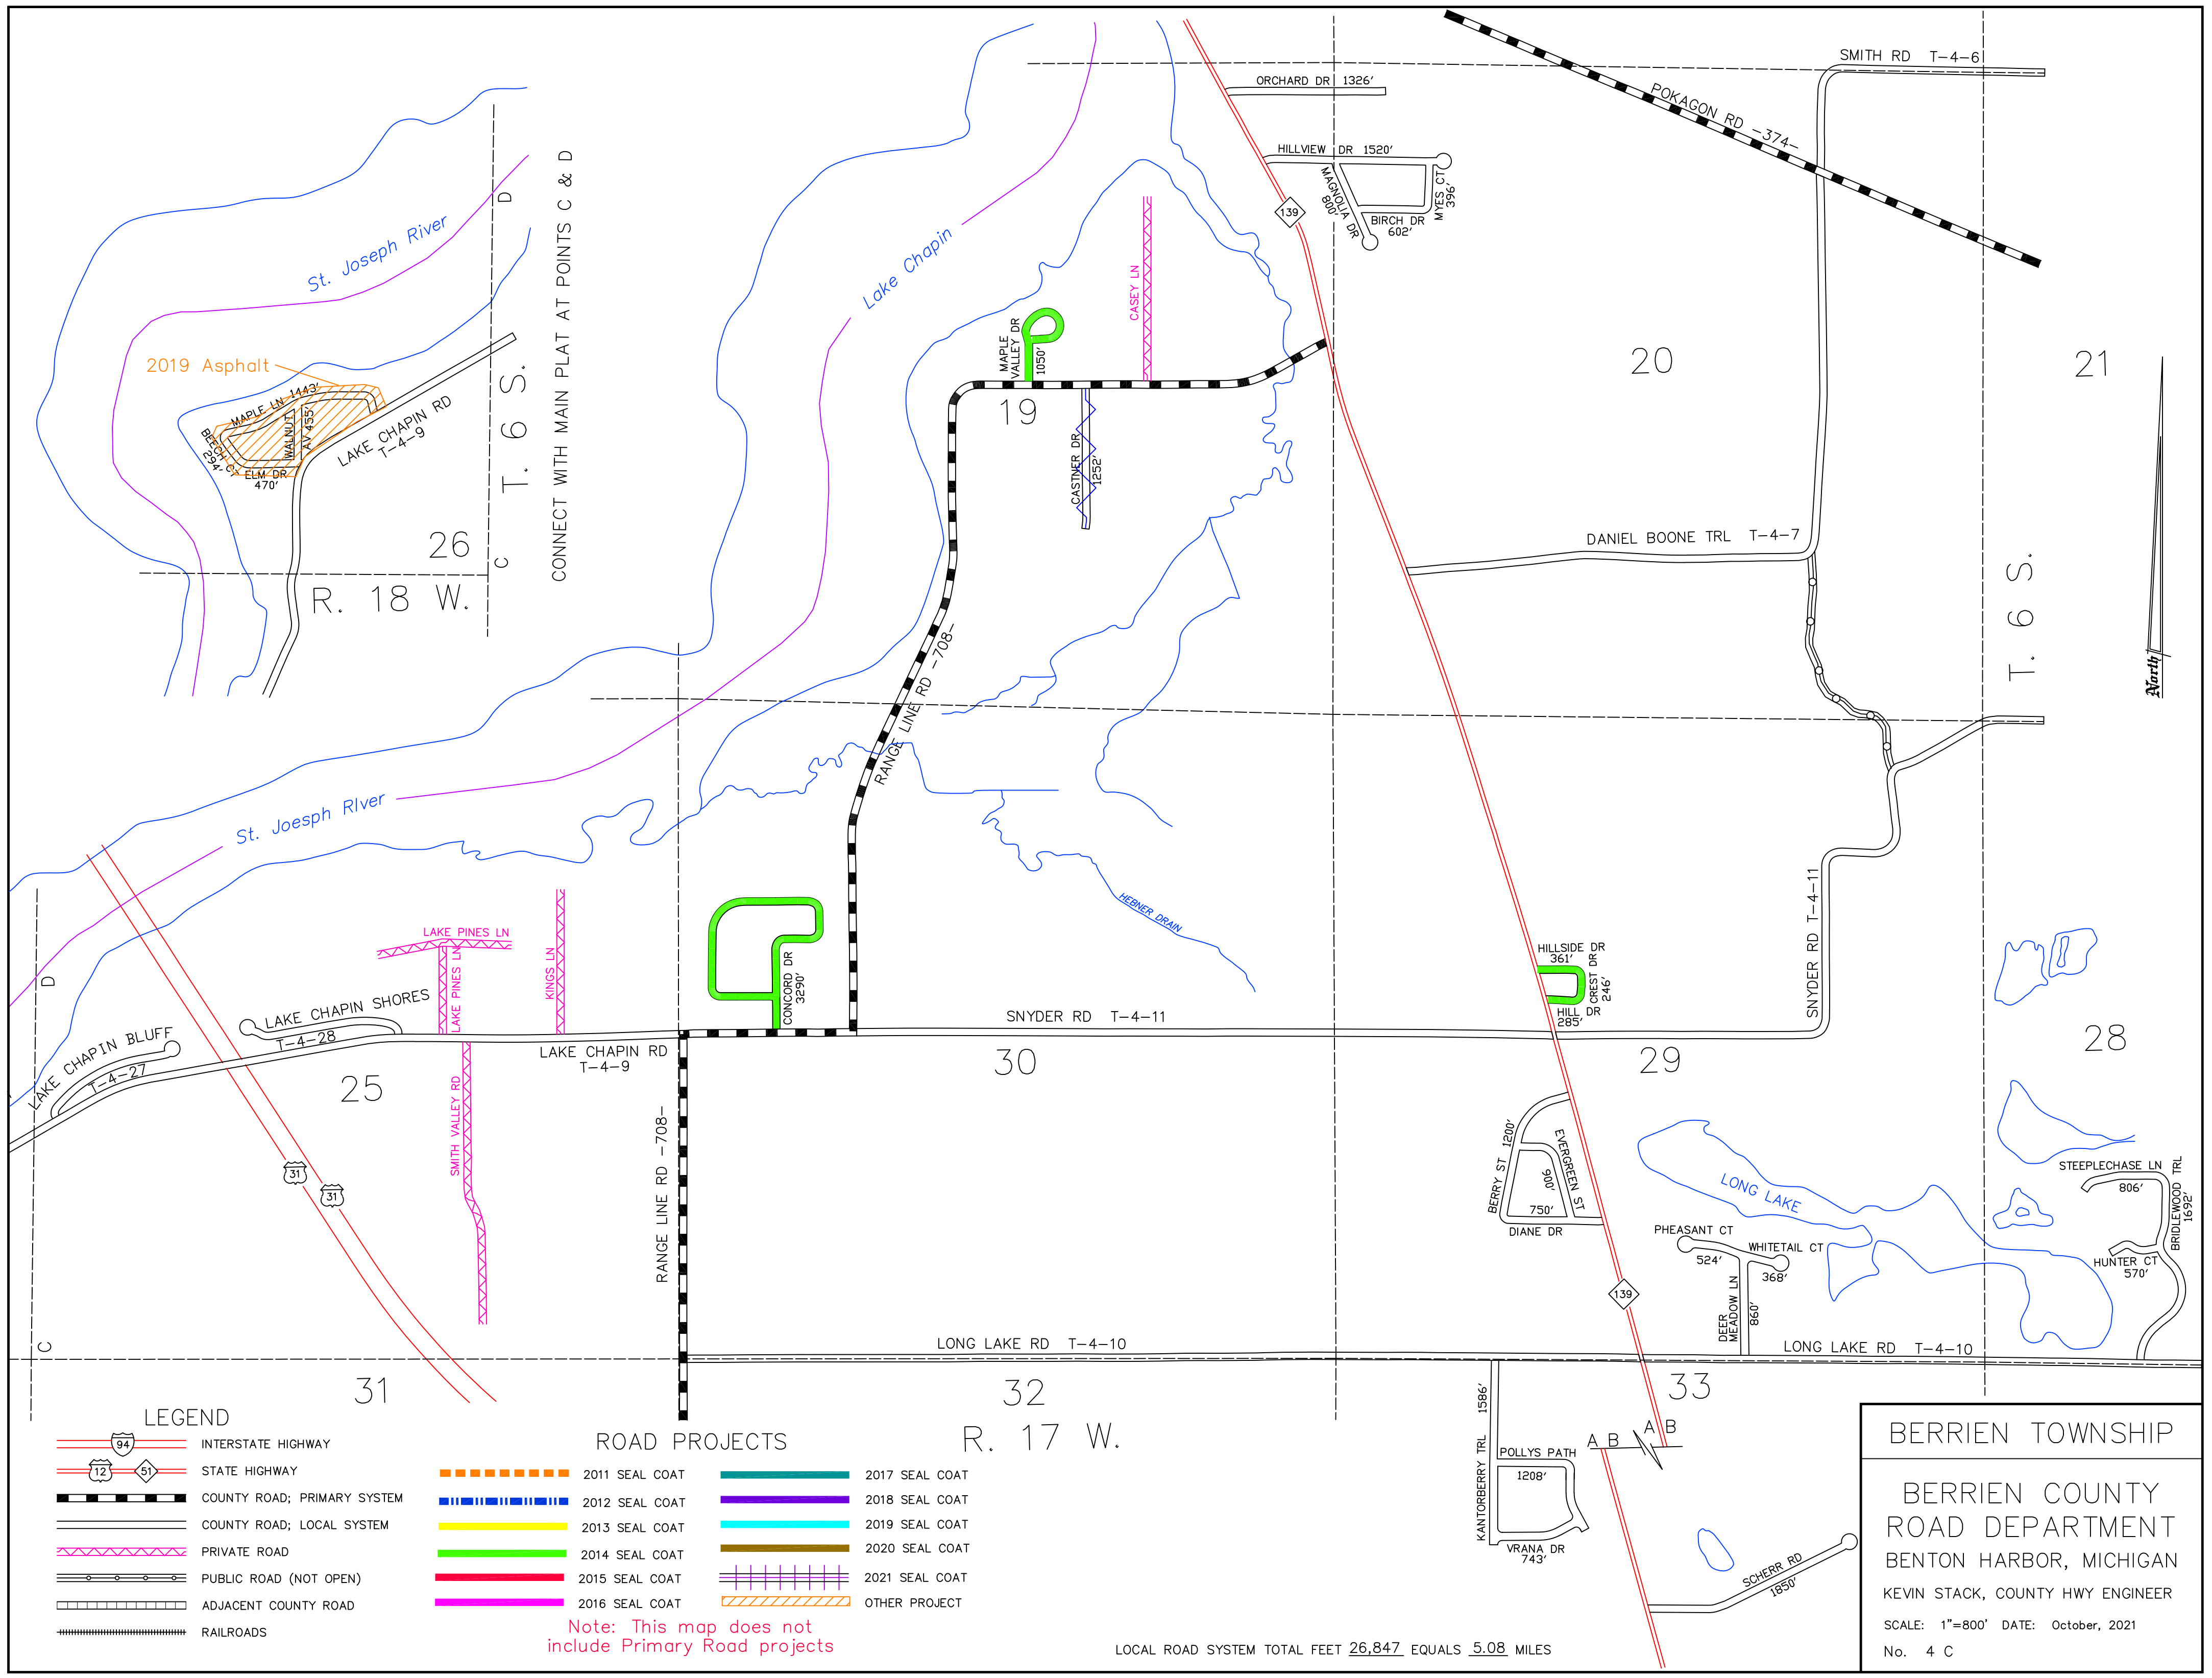 SMITH RD T-4-6
ORCHARD DR 1326'
POKAGON RD -374-
HILLVIEW DR 1520'
MAGNOLIA DR
800'
MYES CT
396'
BIRCH DR
602'
139
D
CONNECT WITH MAIN PLAT AT POINTS C & D
St. Joseph River
Lake Chapin
CASEY LN
MAPLE
VALLEY DR
1050'
2019 Asphalt
MAPLE LN 1443'
WALNUT
AV 455'
BEECH CT
294'
ELM DR
470'
LAKE CHAPIN RD
T-4-9
T. 6 S.
C
26
R. 18 W.
19
20
21
CASTNER DR
1252'
DANIEL BOONE TRL T-4-7
T. 6 S.
North
RANGE LINE RD -708-
St. Joesph RIver
HEBNER DRAIN
LAKE PINES LN
LAKE PINES LN
KINGS LN
CONCORD DR
3290'
HILLSIDE DR
361'
CREST DR
246'
HILL DR
285'
SNYDER RD T-4-11
D
LAKE CHAPIN SHORES
T-4-28
LAKE CHAPIN BLUFF
T-4-27
SNYDER RD T-4-11
LAKE CHAPIN RD
T-4-9
25
30
29
28
SMITH VALLEY RD
RANGE LINE RD -708-
31
31
BERRY ST 1200'
EVERGREEN ST
900'
750'
DIANE DR
LONG LAKE
STEEPLECHASE LN
806'
BRIDLEWOOD TRL
1692'
HUNTER CT
570'
PHEASANT CT
524'
WHITETAIL CT
368'
DEER
MEADOW LN
860'
139
C
LONG LAKE RD T-4-10
LONG LAKE RD T-4-10
31
32
33
R. 17 W.
KANTORBERRY TRL 1586'
POLLYS PATH
1208'
VRANA DR
743'
A B
A B
SCHERR RD
1850'
LEGEND
94
INTERSTATE HIGHWAY
12
51
STATE HIGHWAY
COUNTY ROAD; PRIMARY SYSTEM
COUNTY ROAD; LOCAL SYSTEM
PRIVATE ROAD
PUBLIC ROAD (NOT OPEN)
ADJACENT COUNTY ROAD
RAILROADS
ROAD PROJECTS
2011 SEAL COAT
2012 SEAL COAT
2013 SEAL COAT
2014 SEAL COAT
2015 SEAL COAT
2016 SEAL COAT
2017 SEAL COAT
2018 SEAL COAT
2019 SEAL COAT
2020 SEAL COAT
2021 SEAL COAT
OTHER PROJECT
Note: This map does not
include Primary Road projects
LOCAL ROAD SYSTEM TOTAL FEET 26,847 EQUALS 5.08 MILES
BERRIEN TOWNSHIP
BERRIEN COUNTY
ROAD DEPARTMENT
BENTON HARBOR, MICHIGAN
KEVIN STACK, COUNTY HWY ENGINEER
SCALE: 1"=800' DATE: October, 2021
No. 4 C